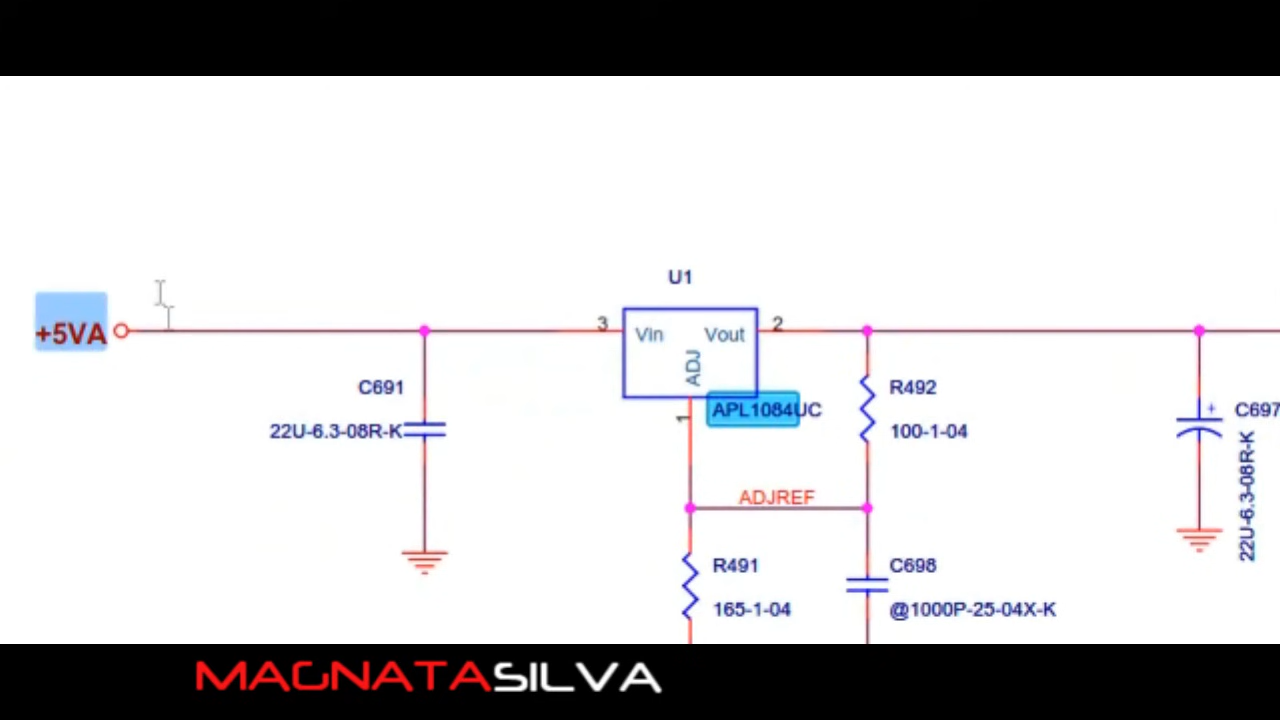 U1
+5VA
3
VIn
Vout
2
ADJ
1
APL1084UC
C691
22U-6.3-08R-K
R492
100-1-04
+
C697
22U-6.3-08R-K
ADJREF
R491
165-1-04
C698
@1000P-25-04X-K
MAGNATASILVA